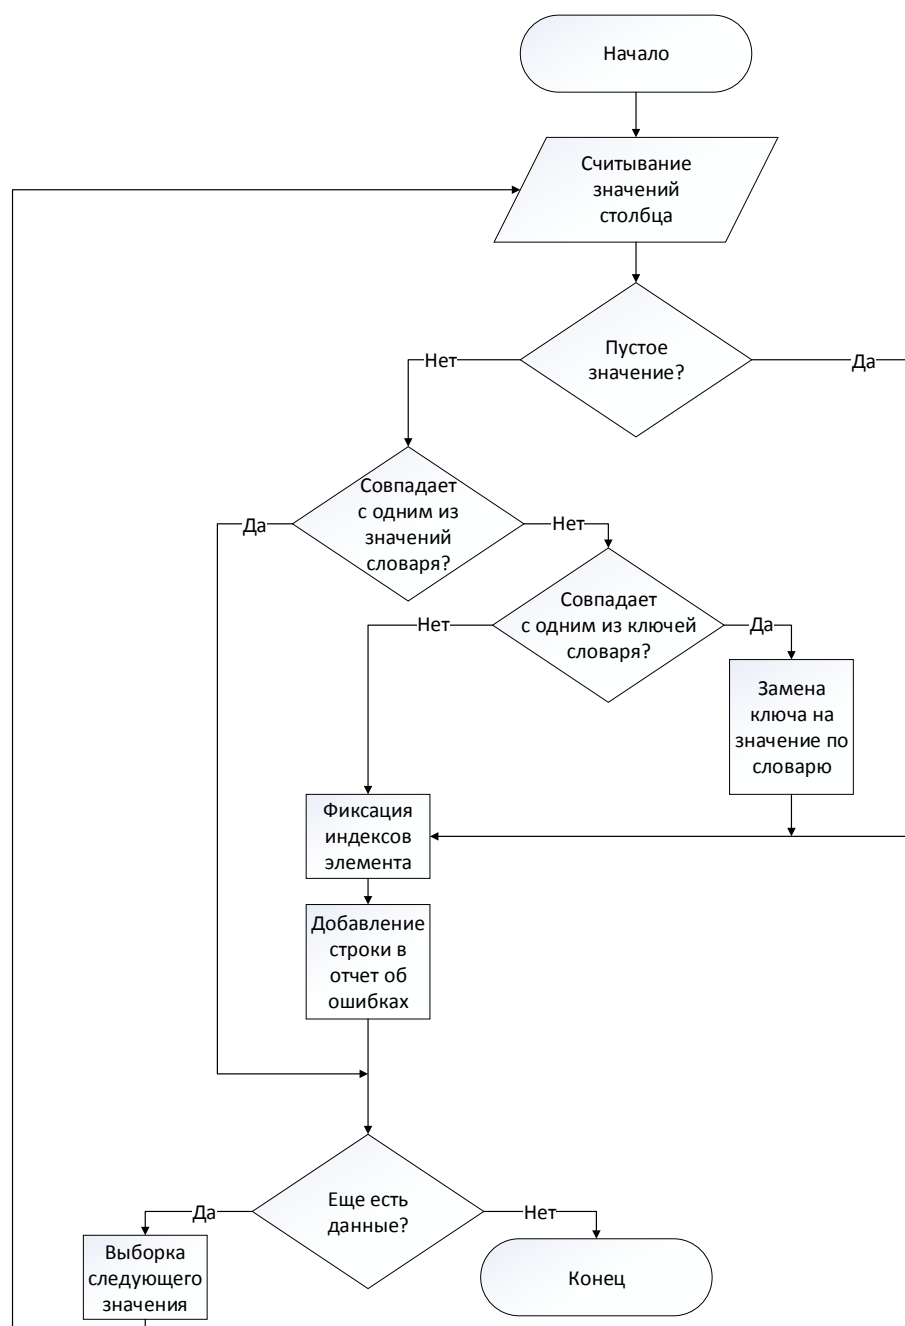 Начало
Считывание
значений
столбца
Пустое
значение?
Нет
Да
Совпадает
с одним из
значений
словаря?
Да
Нет
Совпадает
с одним из ключей
словаря?
Нет
Да
Замена
ключа на
значение по
словарю
Фиксация
индексов
элемента
Добавление
строки в
отчет об
ошибках
Еще есть
данные?
Да
Нет
Выборка
следующего
значения
Конец